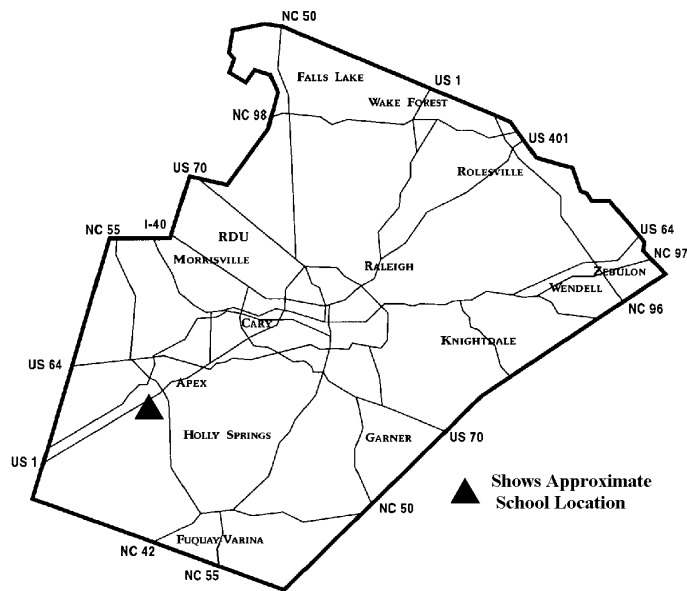 NC 50
FALLS LAKE
US 1
WAKE FOREST
NC 98
US 401
US 70
ROLESVILLE
NC 55
I-40
RDU
US 64
MORRISVILLE
RALEIGH
NC 97
ZEBULON
WENDELL
NC 96
CARY
KNIGHTDALE
US 64
APEX
HOLLY SPRINGS
GARNER
US 70
US 1
Shows Approximate
School Location
NC 50
FUQUAY-VARINA
NC 42
NC 55